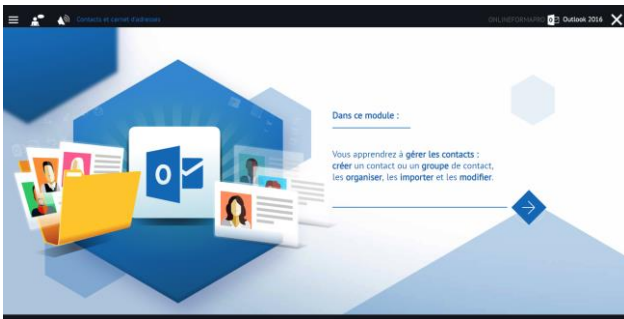 Contacts et carnet d'adresses
ONLINEFORMAPRO
Outlook 2016
Dans ce module :
Vous apprendrez à gérer les contacts :
créer un contact ou un groupe de contact,
les organiser, les importer et les modifier.